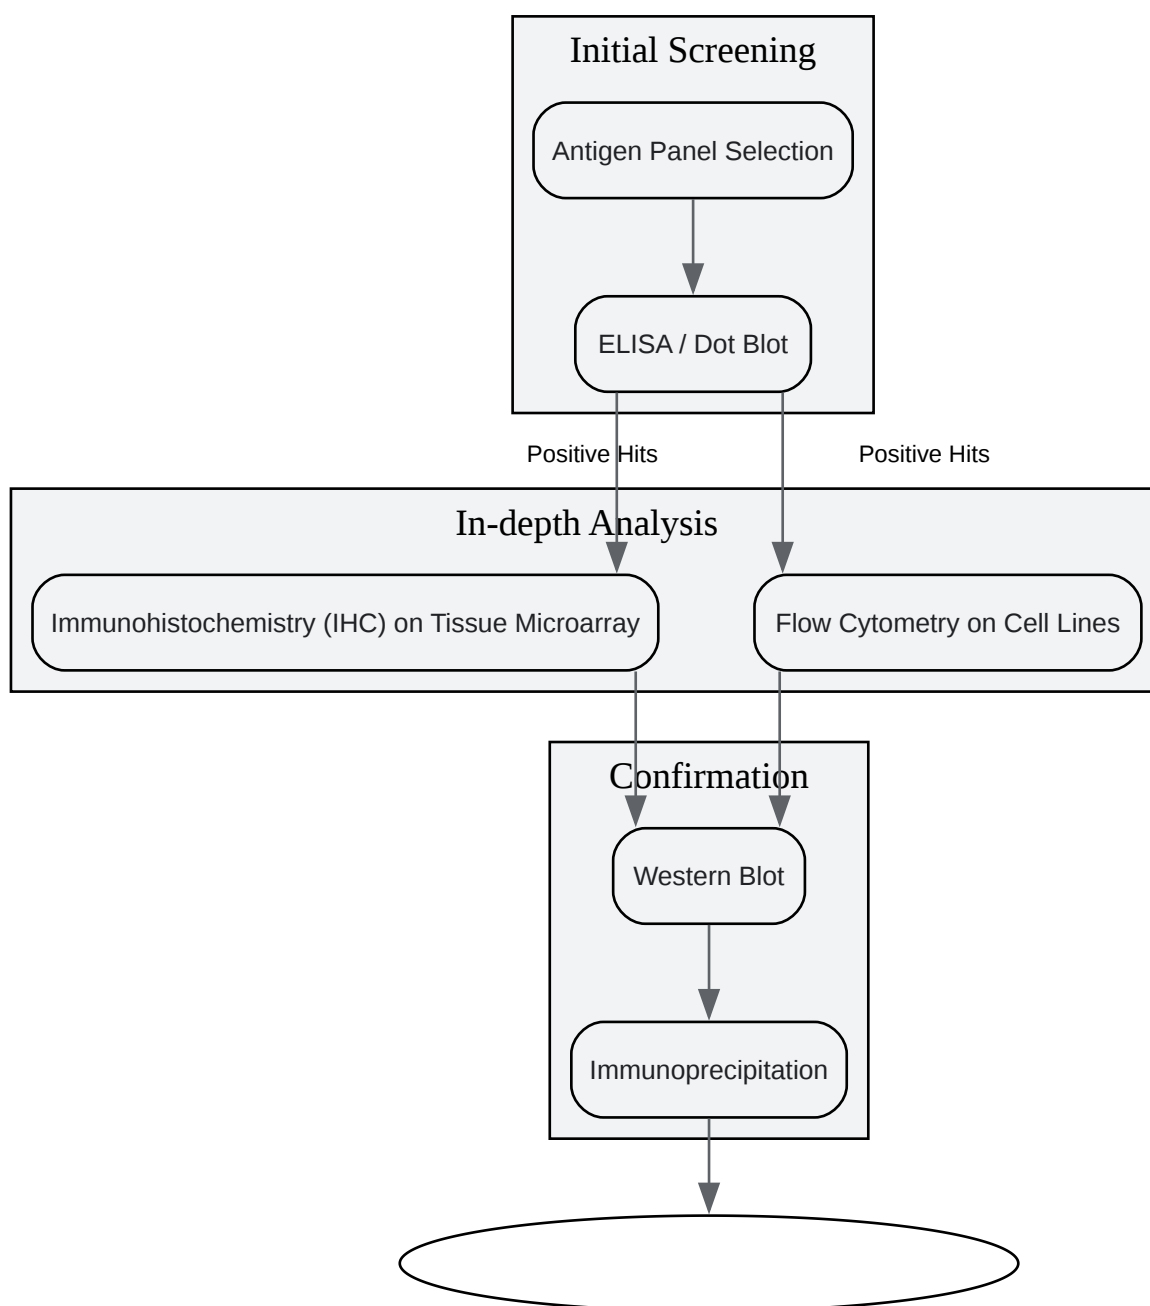 Initial Screening
Antigen Panel Selection
ELISA / Dot Blot
Positive Hits
Positive Hits
In-depth Analysis
Immunohistochemistry (IHC) on Tissue Microarray
Flow Cytometry on Cell Lines
Confirmation
Western Blot
Immunoprecipitation